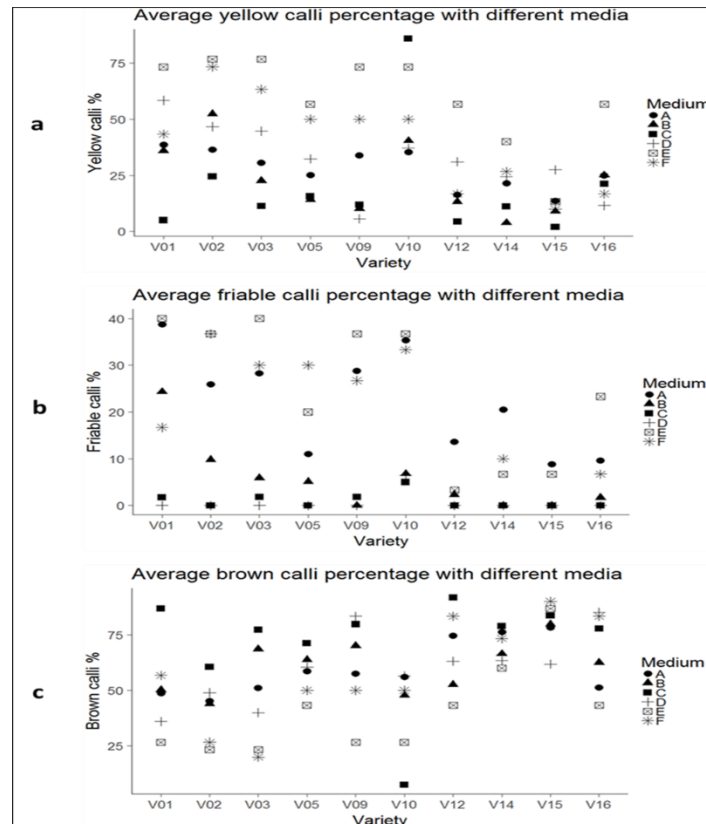 Average yellow calli percentage with different media
a
Yellow calli %
75
50
25
0
V01 V02 V03 V05 V09 V10 V12 V14 V15 V16
Variety
Medium
A
B
C
D
E
F
Average friable calli percentage with different media
b
Friable calli %
40
30
20
10
0
V01 V02 V03 V05 V09 V10 V12 V14 V15 V16
Variety
Medium
A
B
C
D
E
F
Average brown calli percentage with different media
c
Brown calli %
75
50
25
V01 V02 V03 V05 V09 V10 V12 V14 V15 V16
Variety
Medium
A
B
C
D
E
F